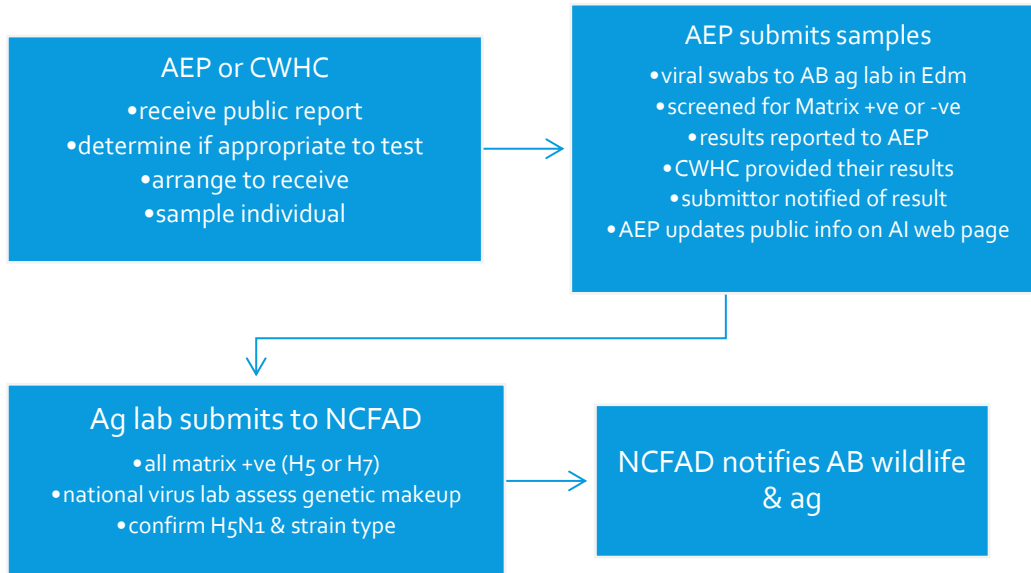 AEP or CWHC
•receive public report
•determine if appropriate to test
•arrange to receive
•sample individual
AEP submits samples
•viral swabs to AB ag lab in Edm
•screened for Matrix +ve or -ve
•results reported to AEP
•CWHC provided their results
•submittor notified of result
•AEP updates public info on AI web page
Ag lab submits to NCFAD
•all matrix +ve (H5 or H7)
•national virus lab assess genetic makeup
•confirm H5N1 & strain type
NCFAD notifies AB wildlife
& ag